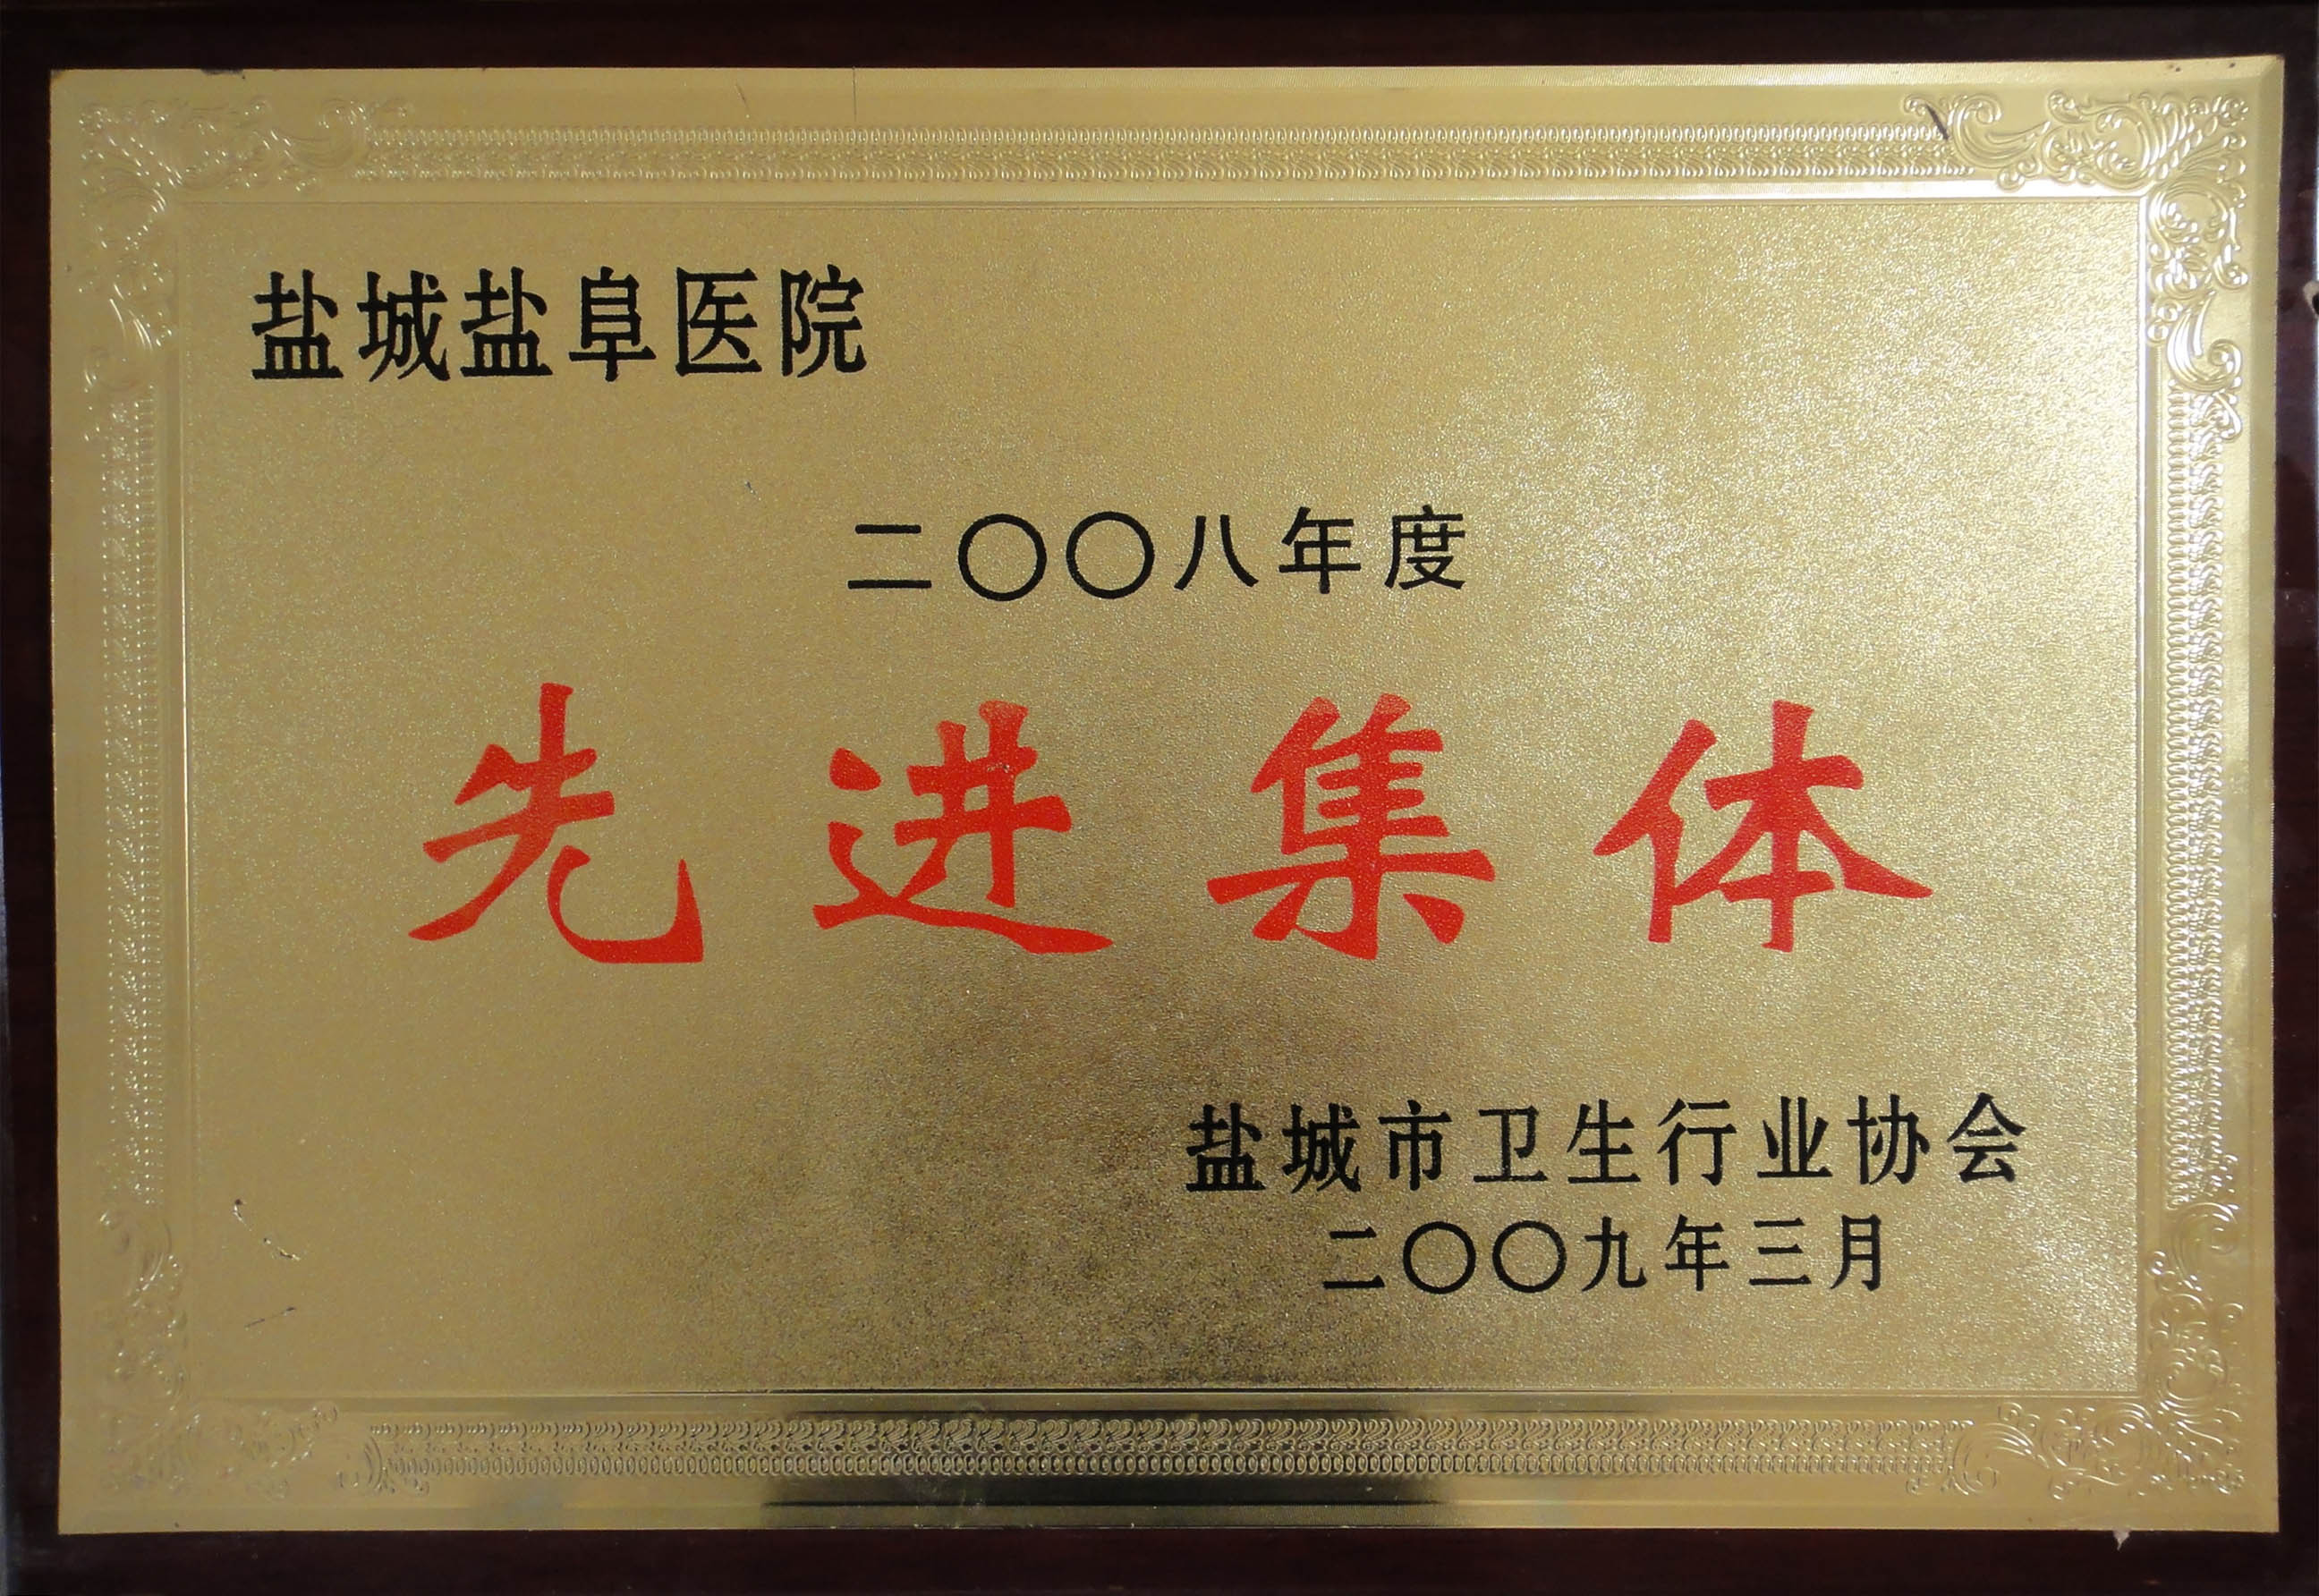 盐城盐阜医院
二〇〇八年度
先进集体
盐城市卫生行业协会
二〇〇九年三月